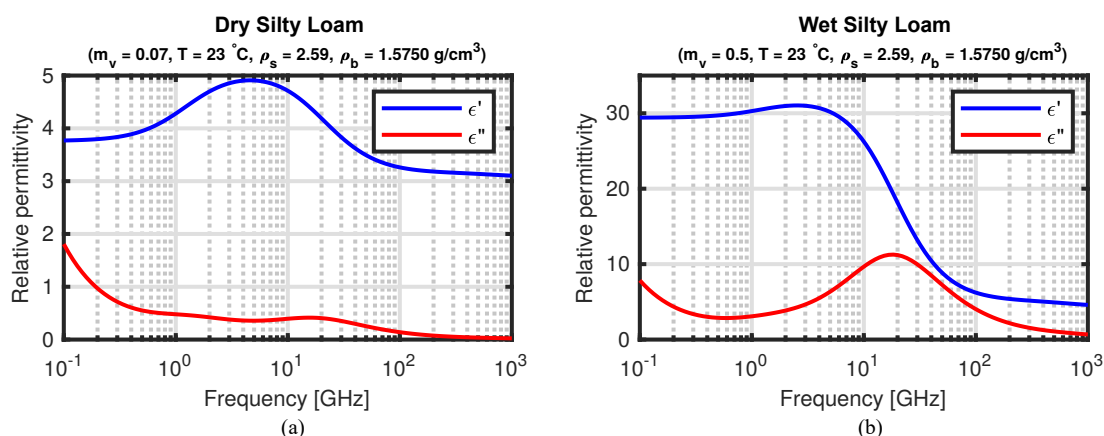 Dry Silty Loam
(m_v = 0.07, T = 23 °C, ρ_s = 2.59, ρ_b = 1.5750 g/cm³)
5
4
3
2
1
0
Relative permittivity
ϵ'
ϵ"
10⁻¹ 10⁰ 10¹ 10² 10³
Frequency [GHz]
(a)
Wet Silty Loam
(m_v = 0.5, T = 23 °C, ρ_s = 2.59, ρ_b = 1.5750 g/cm³)
30
20
10
0
Relative permittivity
ϵ'
ϵ"
10⁻¹ 10⁰ 10¹ 10² 10³
Frequency [GHz]
(b)